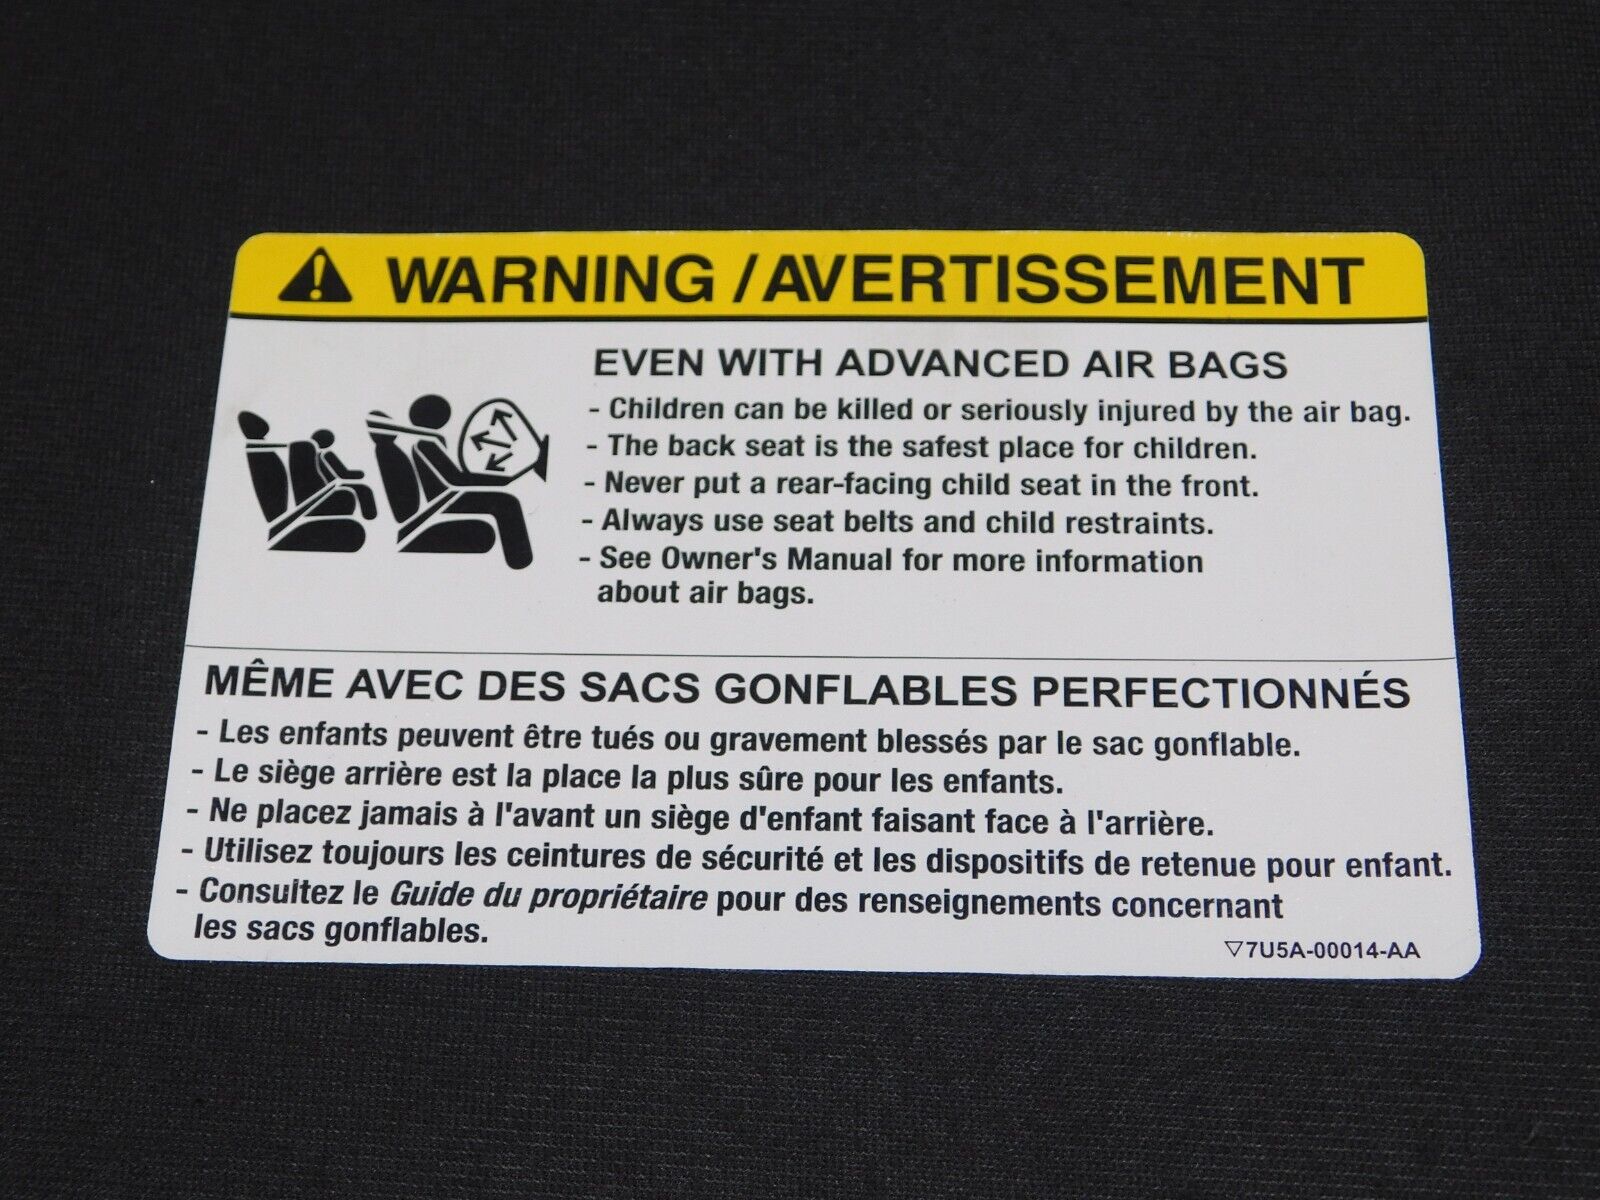 WARNING / AVERTISSEMENT
EVEN WITH ADVANCED AIR BAGS
- Children can be killed or seriously injured by the air bag.
- The back seat is the safest place for children.
- Never put a rear-facing child seat in the front.
- Always use seat belts and child restraints.
- See Owner's Manual for more information
about air bags.
MÊME AVEC DES SACS GONFLABLES PERFECTIONNÉS
- Les enfants peuvent être tués ou gravement blessés par le sac gonflable.
- Le siège arrière est la place la plus sûre pour les enfants.
- Ne placez jamais à l'avant un siège d'enfant faisant face à l'arrière.
- Utilisez toujours les ceintures de sécurité et les dispositifs de retenue pour enfant.
- Consultez le Guide du propriétaire pour des renseignements concernant
les sacs gonflables.
▽7U5A-00014-AA